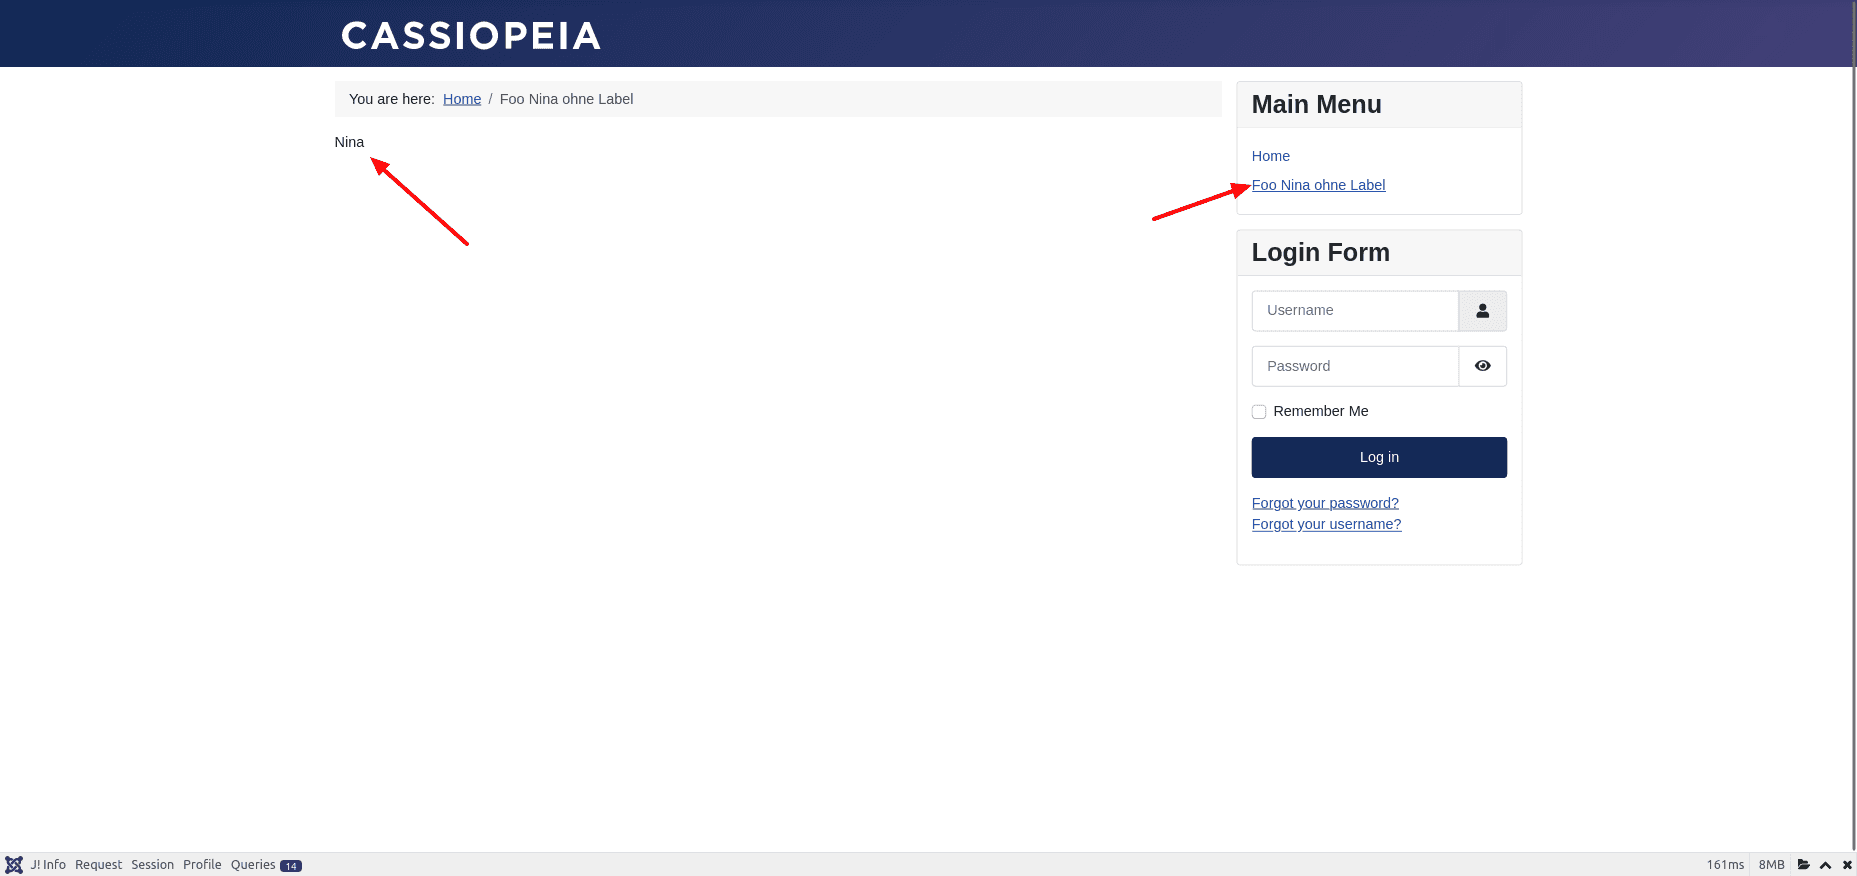 CASSIOPEIA
You are here: Home / Foo Nina ohne Label
Nina
Main Menu
Home
Foo Nina ohne Label
Login Form
Username
Password
Remember Me
Log in
Forgot your password?
Forgot your username?
J! Info Request Session Profile Queries 14 161ms 8MB